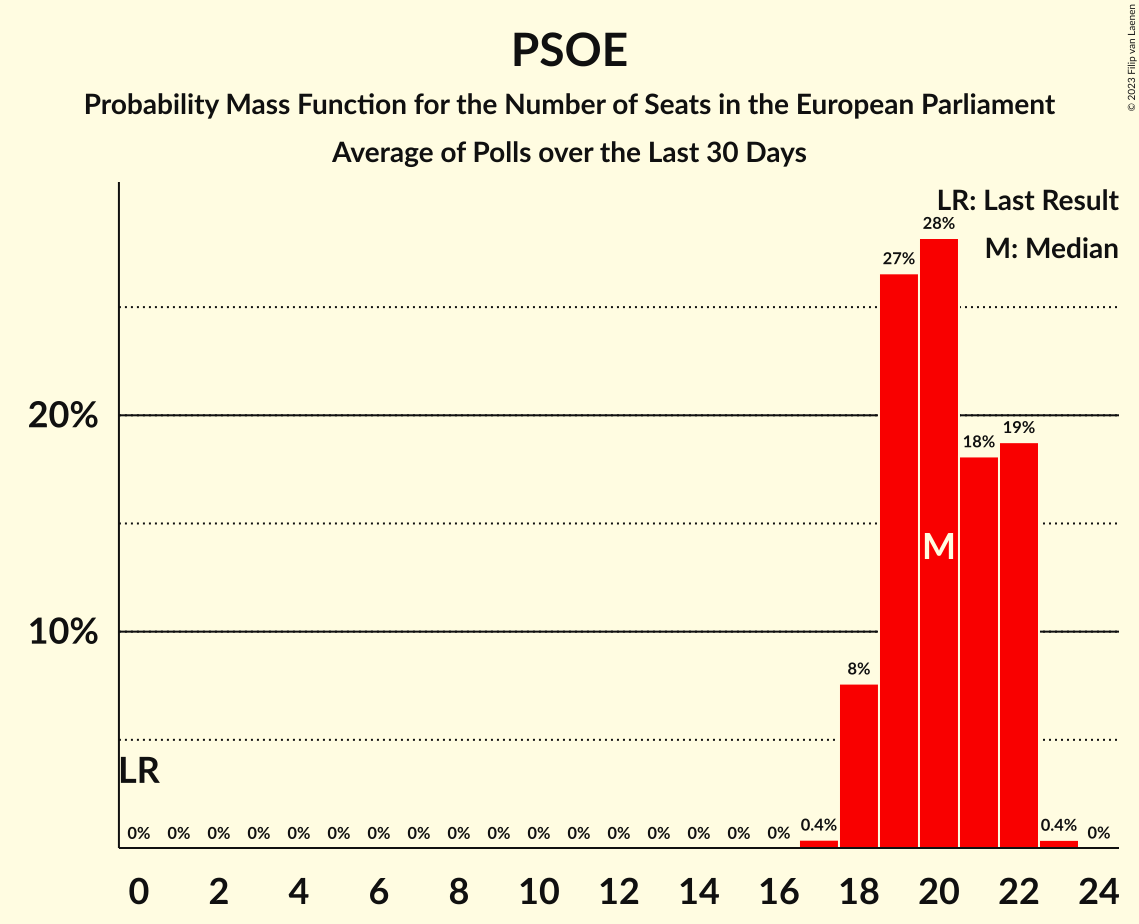 PSOE
Probability Mass Function for the Number of Seats in the European Parliament
Average of Polls over the Last 30 Days
© 2023 Filip van Laenen
LR: Last Result
M: Median
28%
27%
20%
19%
18%
M
10%
8%
LR
0% 0% 0% 0% 0% 0% 0% 0% 0% 0% 0% 0% 0% 0% 0% 0% 0% 0.4% 0.4% 0%
0 2 4 6 8 10 12 14 16 18 20 22 24